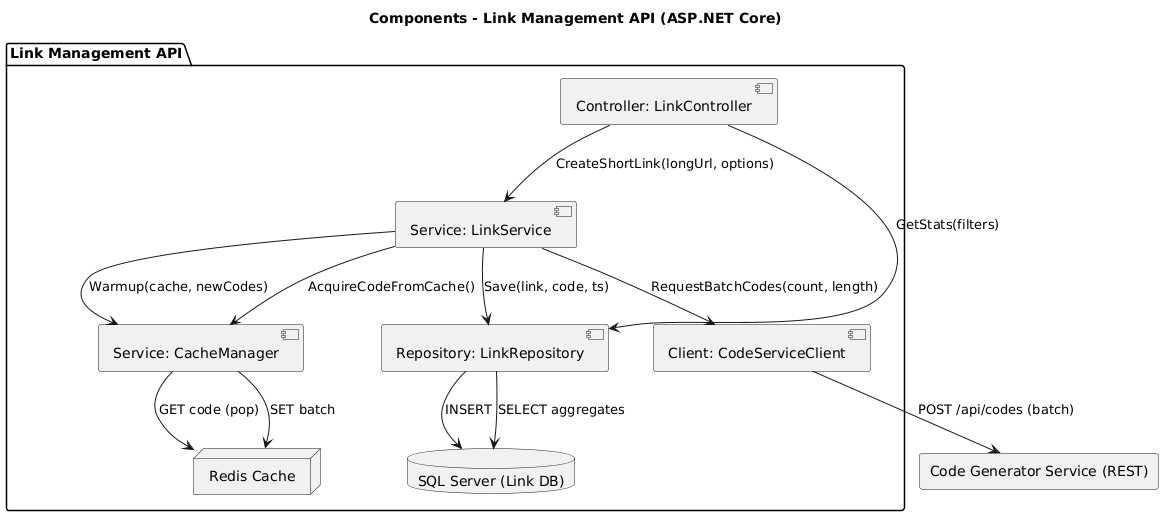 Components - Link Management API (ASP.NET Core)
Link Management API
Controller: LinkController
CreateShortLink(longUrl, options)
GetStats(filters)
Service: LinkService
Warmup(cache, newCodes)
AcquireCodeFromCache()
Save(link, code, ts)
RequestBatchCodes(count, length)
Service: CacheManager
Repository: LinkRepository
Client: CodeServiceClient
GET code (pop)
SET batch
INSERT
SELECT aggregates
POST /api/codes (batch)
Redis Cache
SQL Server (Link DB)
Code Generator Service (REST)